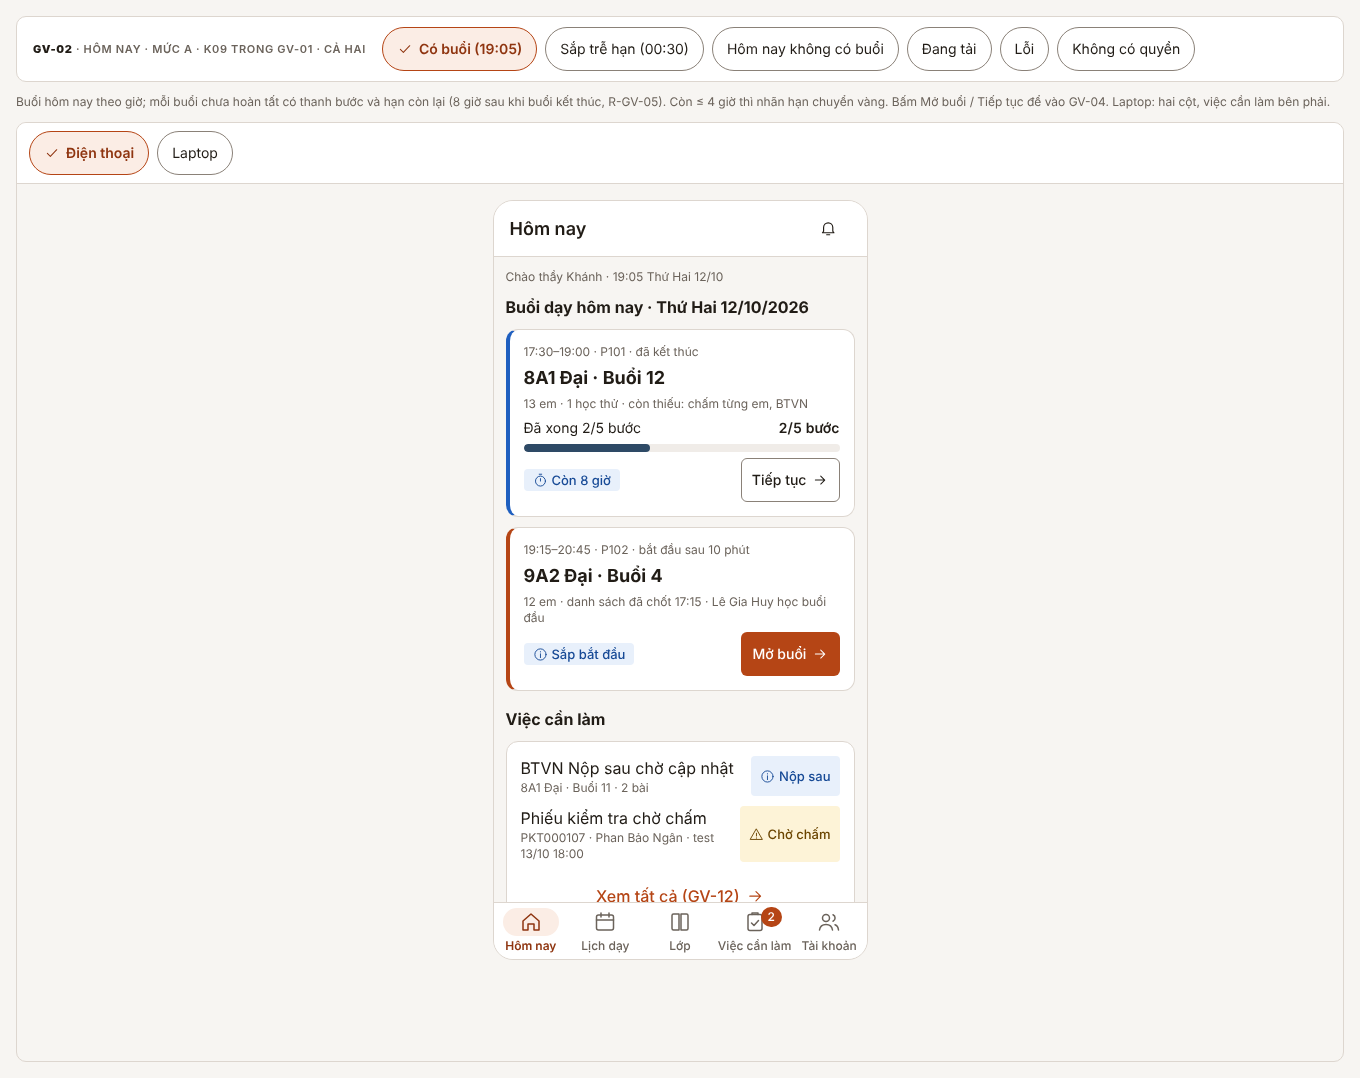 GV-02 · HÔM NAY · MỨC A · K09 TRONG GV-01 · CẢ HAI
Có buổi (19:05)
Sắp trễ hạn (00:30)
Hôm nay không có buổi
Đang tải
Lỗi
Không có quyền
Buổi hôm nay theo giờ; mỗi buổi chưa hoàn tất có thanh bước và hạn còn lại (8 giờ sau khi buổi kết thúc, R-GV-05). Còn ≤ 4 giờ thì nhãn hạn chuyển vàng. Bấm Mở buổi / Tiếp tục để vào GV-04. Laptop: hai cột, việc cần làm bên phải.
Điện thoại
Laptop
Hôm nay
Chào thầy Khánh · 19:05 Thứ Hai 12/10
Buổi dạy hôm nay · Thứ Hai 12/10/2026
17:30–19:00 · P101 · đã kết thúc
8A1 Đại · Buổi 12
13 em · 1 học thử · còn thiếu: chấm từng em, BTVN
Đã xong 2/5 bước
2/5 bước
Còn 8 giờ
Tiếp tục →
19:15–20:45 · P102 · bắt đầu sau 10 phút
9A2 Đại · Buổi 4
12 em · danh sách đã chốt 17:15 · Lê Gia Huy học buổi
đầu
Sắp bắt đầu
Mở buổi →
Việc cần làm
BTVN Nộp sau chờ cập nhật
8A1 Đại · Buổi 11 · 2 bài
Nộp sau
Phiếu kiểm tra chờ chấm
PKT000107 · Phan Bảo Ngân · test
13/10 18:00
Chờ chấm
Xem tất cả (GV-12) →
2
Hôm nay
Lịch dạy
Lớp
Việc cần làm
Tài khoản